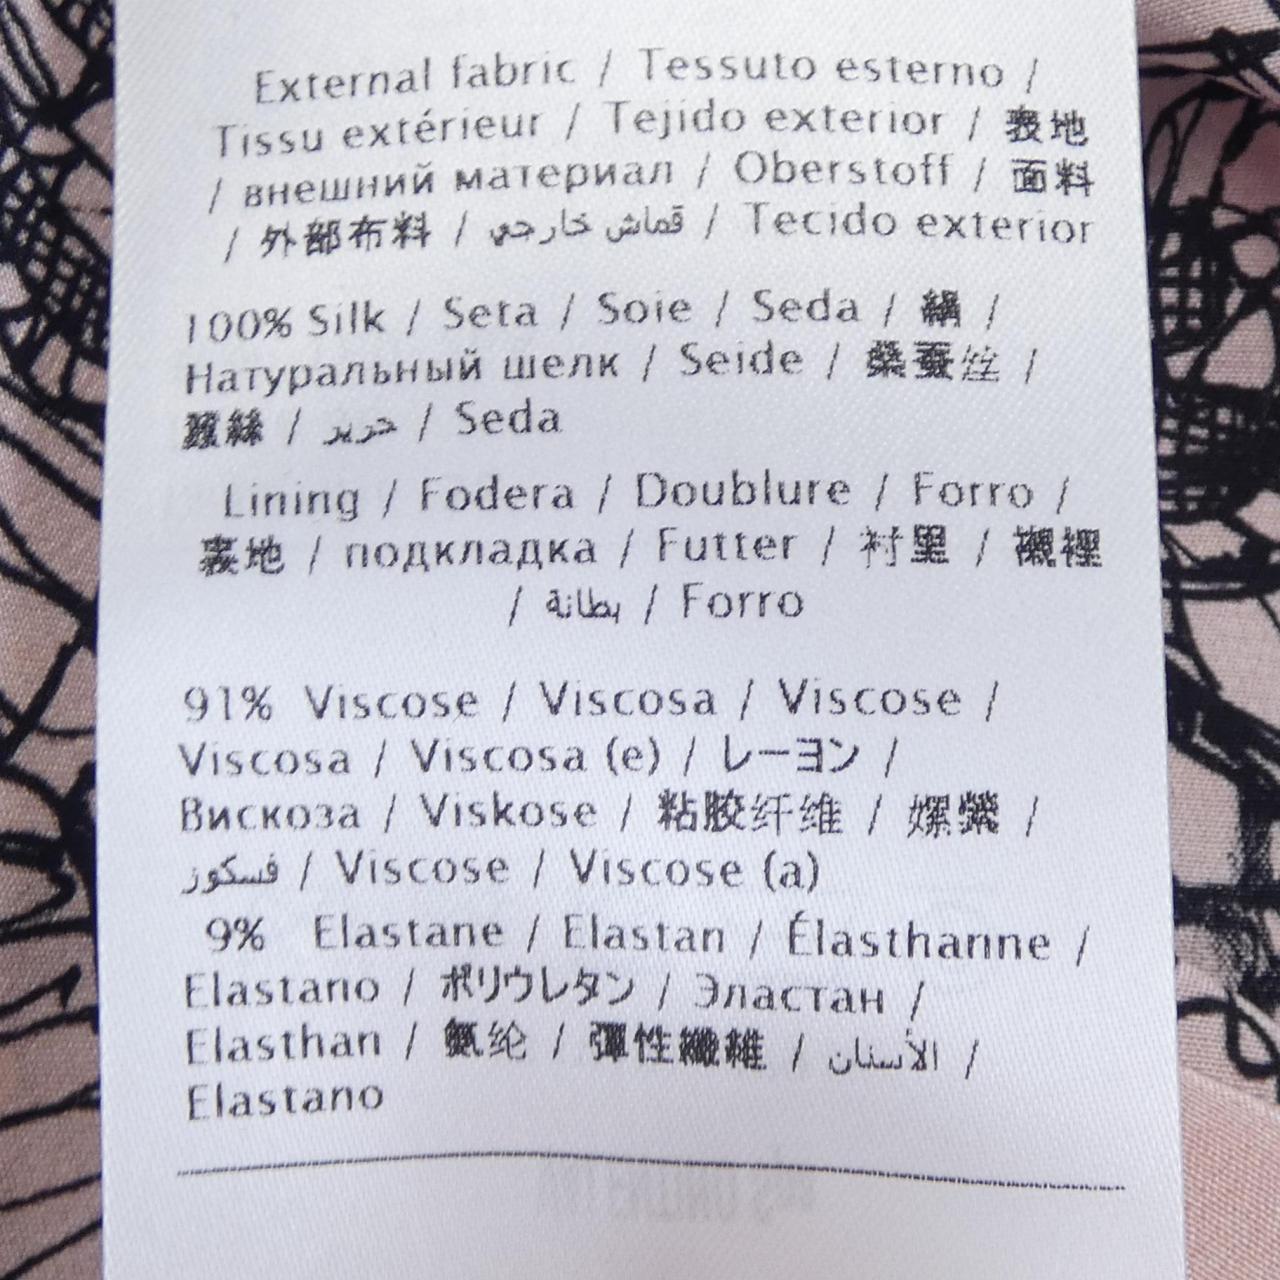 External fabric / Tessuto esterno /
Tissu extérieur / Tejido exterior / 表地
/ внешний материал / Oberstoff / 面料
/ 外部布料 / قماش خارجي / Tecido exterior
100% Silk / Seta / Soie / Seda / 絹 /
Натуральный шелк / Seide / 桑蚕丝 /
蠶絲 / حرير / Seda
Lining / Fodera / Doublure / Forro /
裏地 / подкладка / Futter / 衬里 / 襯裡
/ بطانة / Forro
91% Viscose / Viscosa / Viscose /
Viscosa / Viscosa (e) / レーヨン /
Вискоза / Viskose / 粘胶纤维 / 嫘縈 /
فسكوز / Viscose / Viscose (a)
9% Elastane / Elastan / Élasthanne /
Elastano / ポリウレタン / Эластан /
Elasthan / 氨纶 / 彈性纖維 / الأستان /
Elastano